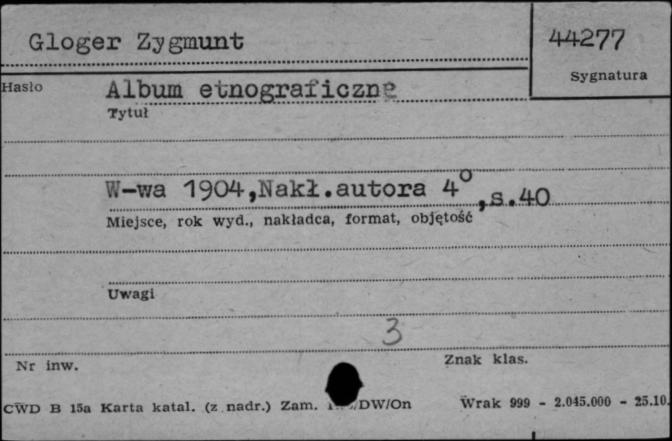 Gloger Zygmunt
44277
Sygnatura
Hasło
Album etnograficzne
Tytuł
W-wa 1904,Nakł.autora 4°,s.40
Miejsce, rok wyd., nakładca, format, objętość
Uwagi
3
Nr inw.
Znak klas.
CWD B 15a Karta katal. (z nadr.) Zam. /DW/On
Wrak 999 - 2.045.000 - 25.10.